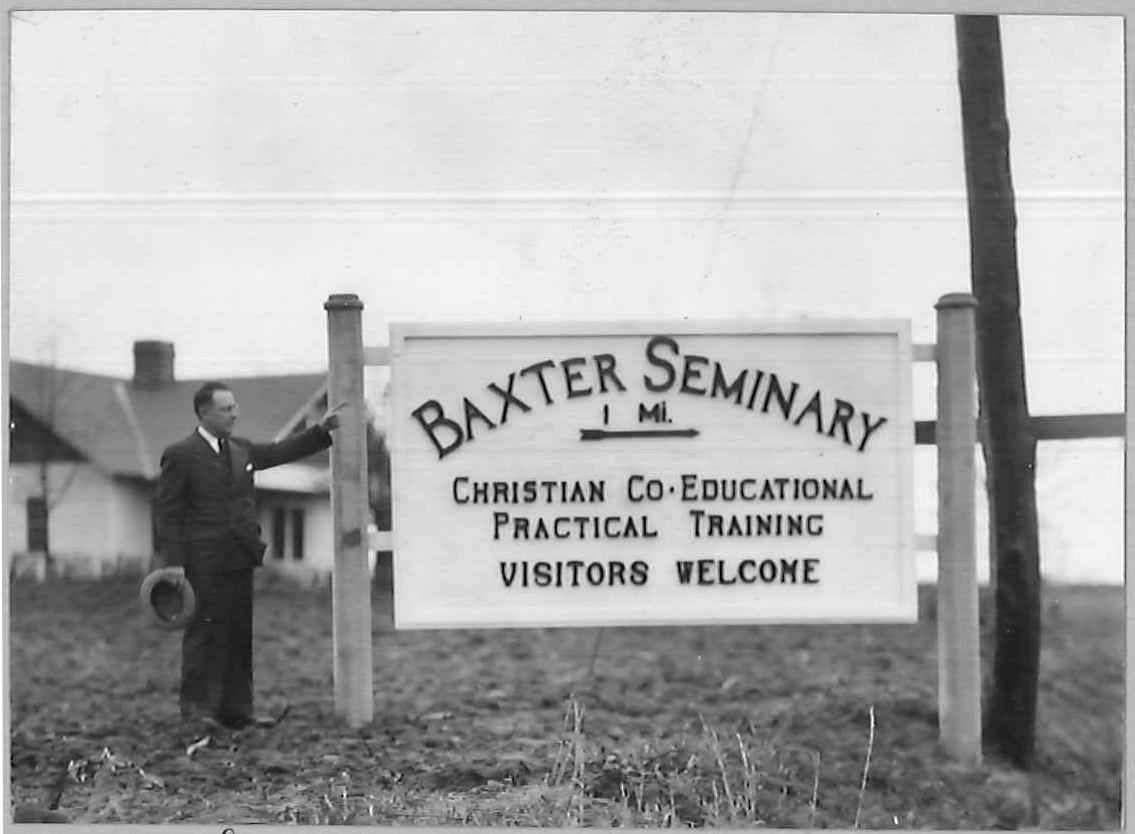 BAXTER SEMINARY
1 MI.
CHRISTIAN CO·EDUCATIONAL
PRACTICAL TRAINING
VISITORS WELCOME